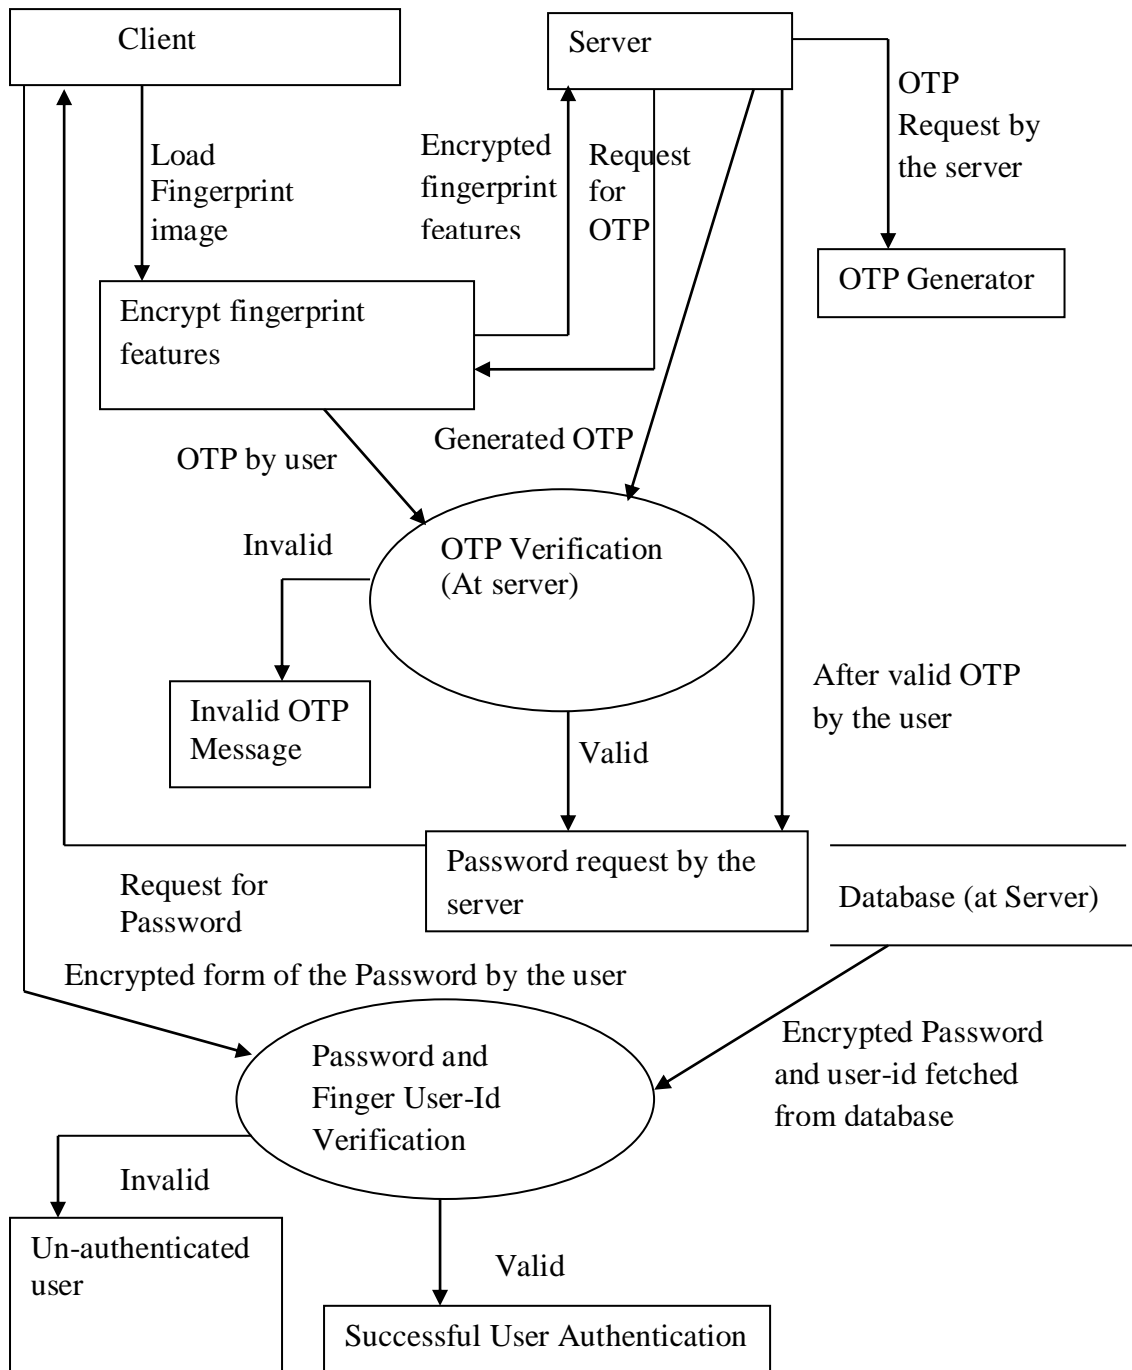 Client
Server
OTP
Request by
the server
Load
Fingerprint
image
Encrypted
fingerprint
features
Request
for
OTP
OTP Generator
Encrypt fingerprint
features
Generated OTP
OTP by user
Invalid
OTP Verification
(At server)
After valid OTP
by the user
Invalid OTP
Message
Valid
Password request by the
server
Database (at Server)
Request for
Password
Encrypted form of the Password by the user
Encrypted Password
and user-id fetched
from database
Password and
Finger User-Id
Verification
Invalid
Un-authenticated
user
Valid
Successful User Authentication